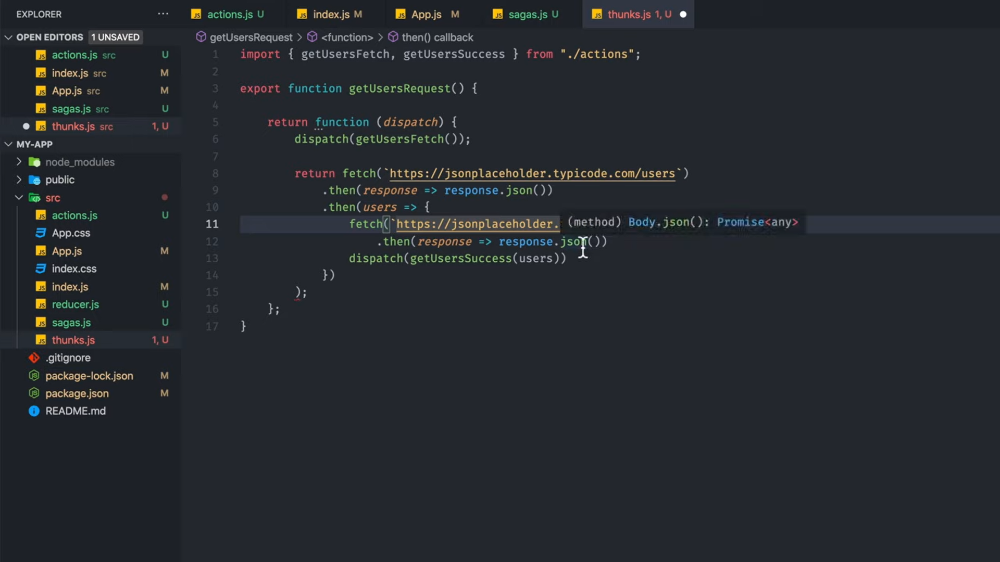 EXPLORER ...
OPEN EDITORS 1 UNSAVED
actions.js src U
index.js src M
App.js src M
sagas.js src U
thunks.js src 1, U
MY-APP
node_modules
public
src
actions.js U
App.css
App.js M
index.css
index.js M
reducer.js U
sagas.js U
thunks.js 1, U
.gitignore
package-lock.json M
package.json M
README.md
actions.js U index.js M App.js M sagas.js U thunks.js 1, U
getUsersRequest > <function> > then() callback
1 import { getUsersFetch, getUsersSuccess } from "./actions";
2
3 export function getUsersRequest() {
4
5 return function (dispatch) {
6 dispatch(getUsersFetch());
7
8 return fetch(`https://jsonplaceholder.typicode.com/users`)
9 .then(response => response.json())
10 .then(users => {
11 fetch(`https://jsonplaceholder. (method) Body.json(): Promise<any>
12 .then(response => response.json())
13 dispatch(getUsersSuccess(users))
14 })
15 );
16 };
17 }